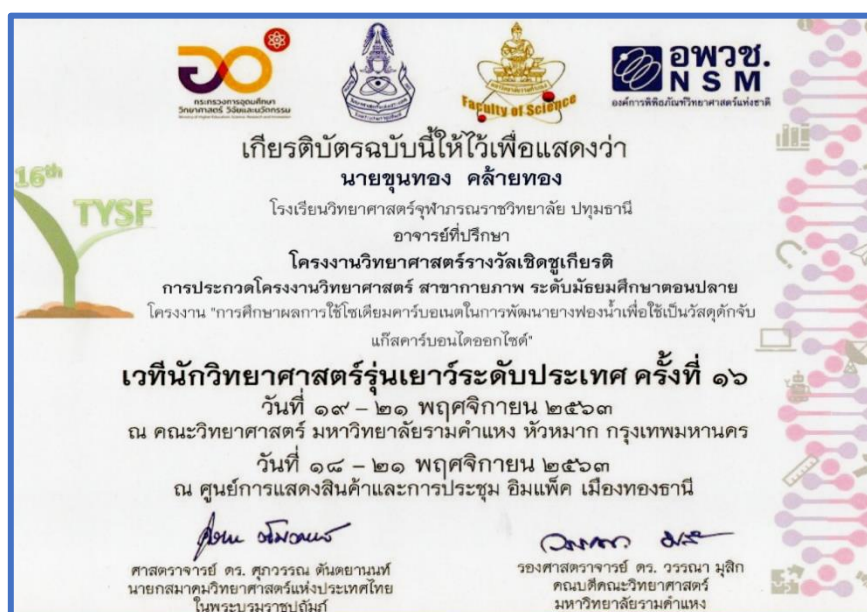 กระทรวงการอุดมศึกษา
วิทยาศาสตร์ วิจัยและนวัตกรรม
Ministry of Higher Education, Science, Research and Innovation
Faculty of Science
อพวช.
NSM
องค์การพิพิธภัณฑ์วิทยาศาสตร์แห่งชาติ
16th
TYSF
เกียรติบัตรฉบับนี้ให้ไว้เพื่อแสดงว่า
นายขุนทอง คล้ายทอง
โรงเรียนวิทยาศาสตร์จุฬาภรณราชวิทยาลัย ปทุมธานี
อาจารย์ที่ปรึกษา
โครงงานวิทยาศาสตร์รางวัลเชิดชูเกียรติ
การประกวดโครงงานวิทยาศาสตร์ สาขากายภาพ ระดับมัธยมศึกษาตอนปลาย
โครงงาน "การศึกษาผลการใช้โซเดียมคาร์บอเนตในการพัฒนายางฟองน้ำเพื่อใช้เป็นวัสดุดักจับ
แก๊สคาร์บอนไดออกไซด์"
เวทีนักวิทยาศาสตร์รุ่นเยาว์ระดับประเทศ ครั้งที่ ๑๖
วันที่ ๑๙ – ๒๑ พฤศจิกายน ๒๕๖๓
ณ คณะวิทยาศาสตร์ มหาวิทยาลัยรามคำแหง หัวหมาก กรุงเทพมหานคร
วันที่ ๑๘ – ๒๑ พฤศจิกายน ๒๕๖๓
ณ ศูนย์การแสดงสินค้าและการประชุม อิมแพ็ค เมืองทองธานี
ศาสตราจารย์ ดร. ศุภวรรณ ตันตยานนท์
นายกสมาคมวิทยาศาสตร์แห่งประเทศไทย
ในพระบรมราชูปถัมภ์
รองศาสตราจารย์ ดร. วรรณา มุสิก
คณบดีคณะวิทยาศาสตร์
มหาวิทยาลัยรามคำแหง